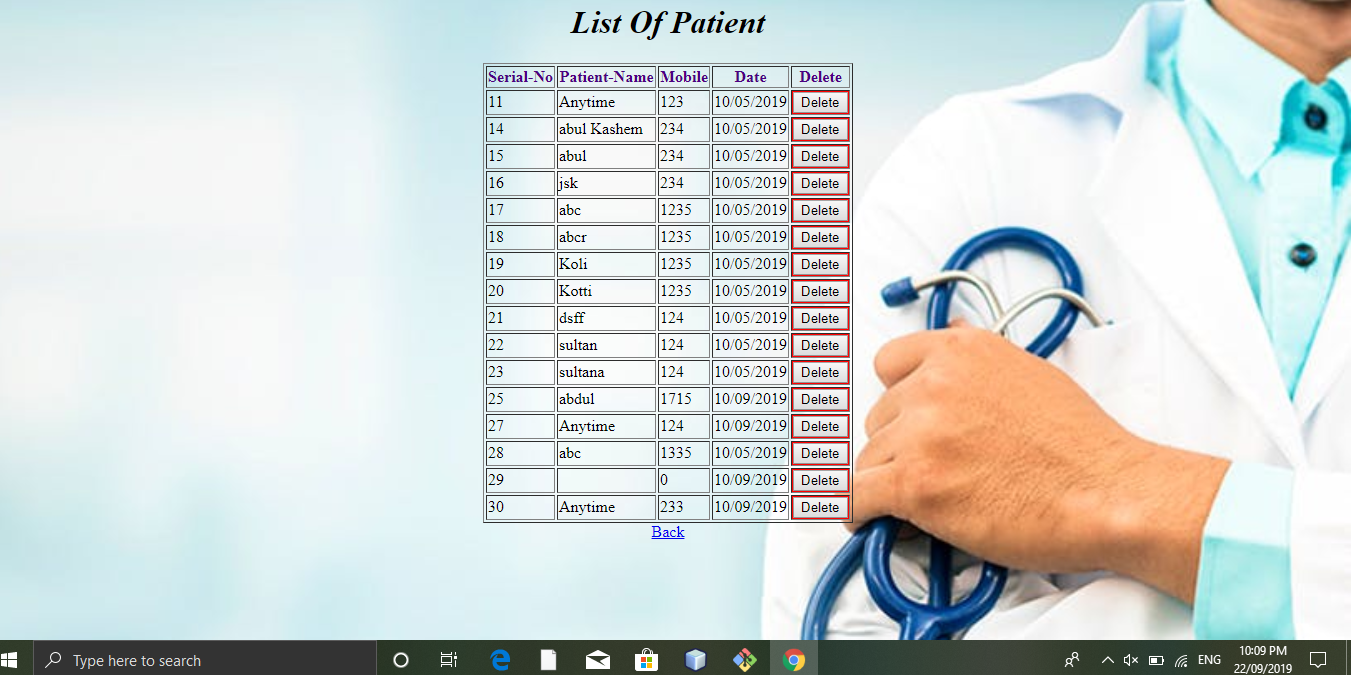 List Of Patient
Serial-No Patient-Name Mobile Date Delete
11 Anytime 123 10/05/2019 Delete
14 abul Kashem 234 10/05/2019 Delete
15 abul 234 10/05/2019 Delete
16 jsk 234 10/05/2019 Delete
17 abc 1235 10/05/2019 Delete
18 abcr 1235 10/05/2019 Delete
19 Koli 1235 10/05/2019 Delete
20 Kotti 1235 10/05/2019 Delete
21 dsff 124 10/05/2019 Delete
22 sultan 124 10/05/2019 Delete
23 sultana 124 10/05/2019 Delete
25 abdul 1715 10/09/2019 Delete
27 Anytime 124 10/09/2019 Delete
28 abc 1335 10/05/2019 Delete
29 0 10/09/2019 Delete
30 Anytime 233 10/09/2019 Delete
Back
Type here to search
ENG
10:09 PM
22/09/2019